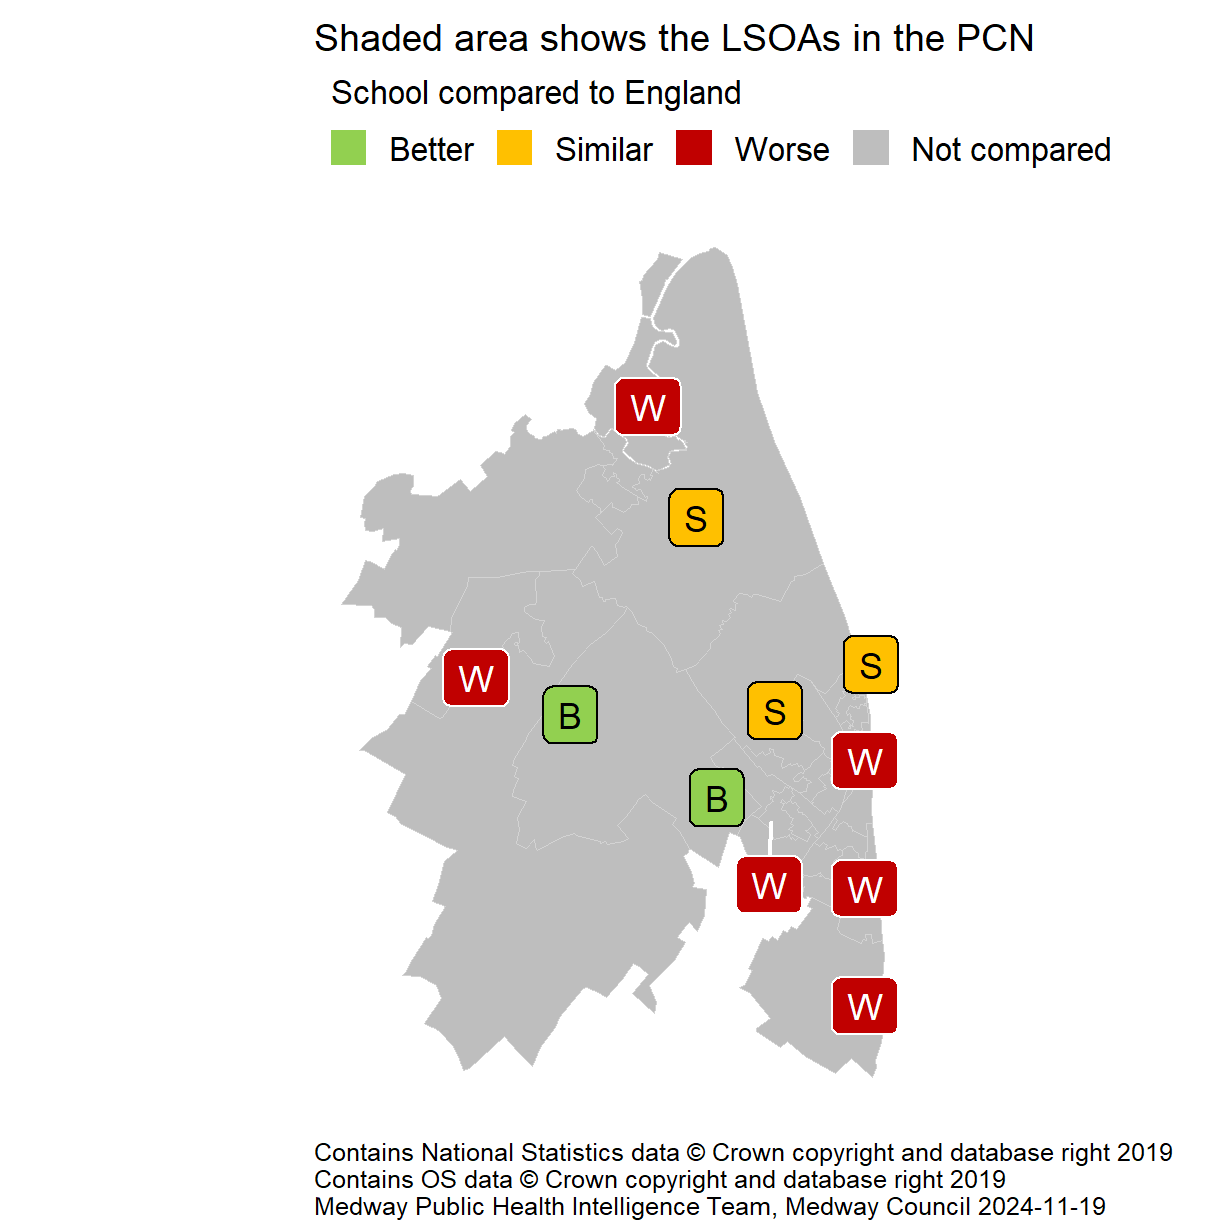 Shaded area shows the LSOAs in the PCN
School compared to England
Better Similar Worse Not compared
W
S
S
W
B
S
W
B
W
W
W
Contains National Statistics data © Crown copyright and database right 2019
Contains OS data © Crown copyright and database right 2019
Medway Public Health Intelligence Team, Medway Council 2024-11-19